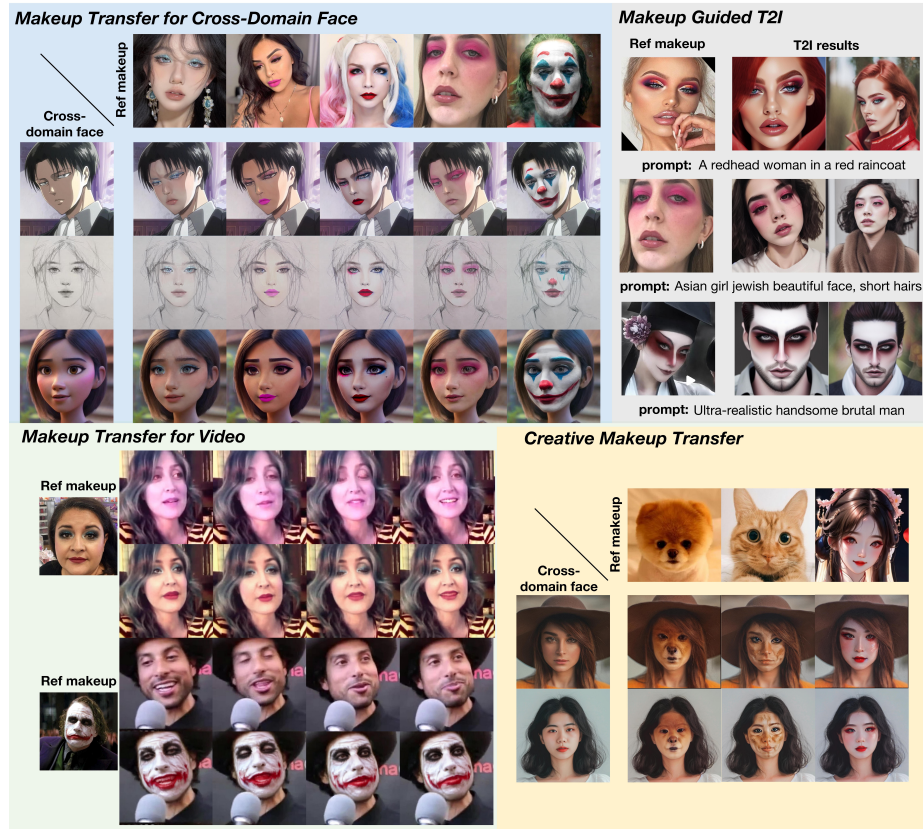 Makeup Transfer for Cross-Domain Face
Ref makeup
Cross-
domain face
Makeup Guided T2I
Ref makeup
T2I results
prompt: A redhead woman in a red raincoat
prompt: Asian girl jewish beautiful face, short hairs
prompt: Ultra-realistic handsome brutal man
Makeup Transfer for Video
Ref makeup
Ref makeup
Creative Makeup Transfer
Ref makeup
Cross-
domain face